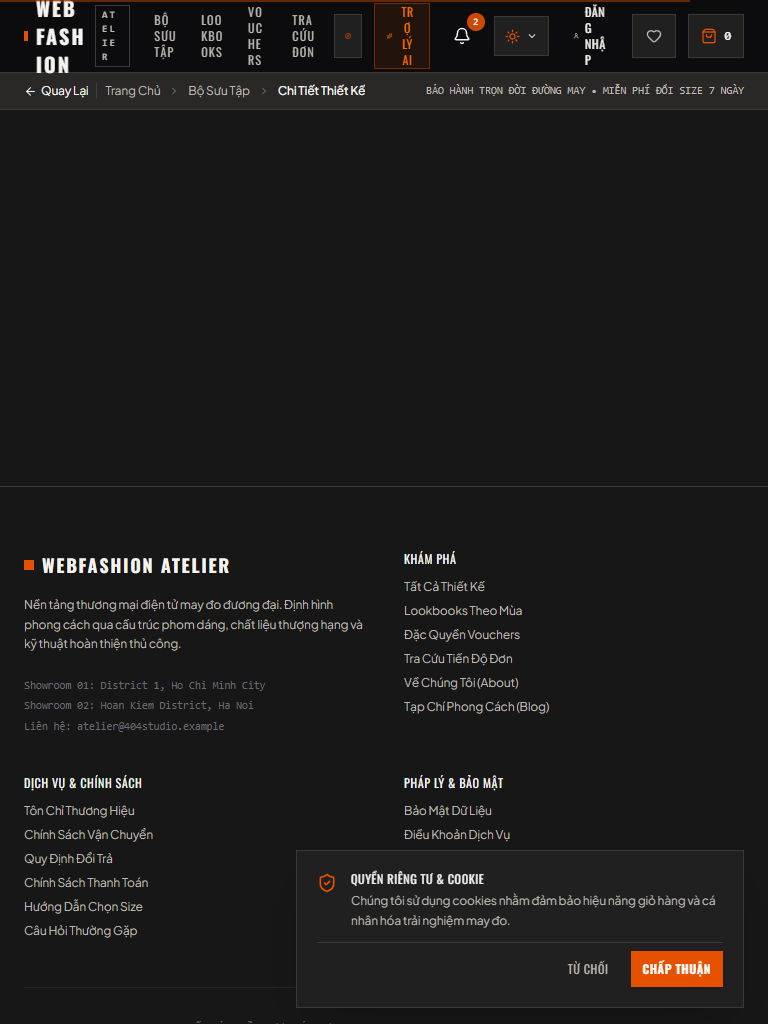 WEB
FASH
ION
AT
EL
IE
R
BỘ
SƯU
TẬP
LOO
KBO
OKS
VO
UC
HE
RS
TRA
CỨU
ĐƠN
TR
Ợ
LÝ
AI
2
ĐĂN
G
NHẬ
P
0
Quay Lại
Trang Chủ
Bộ Sưu Tập
Chi Tiết Thiết Kế
BẢO HÀNH TRỌN ĐỜI ĐƯỜNG MAY • MIỄN PHÍ ĐỔI SIZE 7 NGÀY
WEBFASHION ATELIER
Nền tảng thương mại điện tử may đo đương đại. Định hình
phong cách qua cấu trúc phom dáng, chất liệu thượng hạng và
kỹ thuật hoàn thiện thủ công.
Showroom 01: District 1, Ho Chi Minh City
Showroom 02: Hoan Kiem District, Ha Noi
Liên hệ: atelier@404studio.example
KHÁM PHÁ
Tất Cả Thiết Kế
Lookbooks Theo Mùa
Đặc Quyền Vouchers
Tra Cứu Tiến Độ Đơn
Về Chúng Tôi (About)
Tạp Chí Phong Cách (Blog)
DỊCH VỤ & CHÍNH SÁCH
Tôn Chỉ Thương Hiệu
Chính Sách Vận Chuyển
Quy Định Đổi Trả
Chính Sách Thanh Toán
Hướng Dẫn Chọn Size
Câu Hỏi Thường Gặp
PHÁP LÝ & BẢO MẬT
Bảo Mật Dữ Liệu
Điều Khoản Dịch Vụ
QUYỀN RIÊNG TƯ & COOKIE
Chúng tôi sử dụng cookies nhằm đảm bảo hiệu năng giỏ hàng và cá
nhân hóa trải nghiệm may đo.
TỪ CHỐI
CHẤP THUẬN